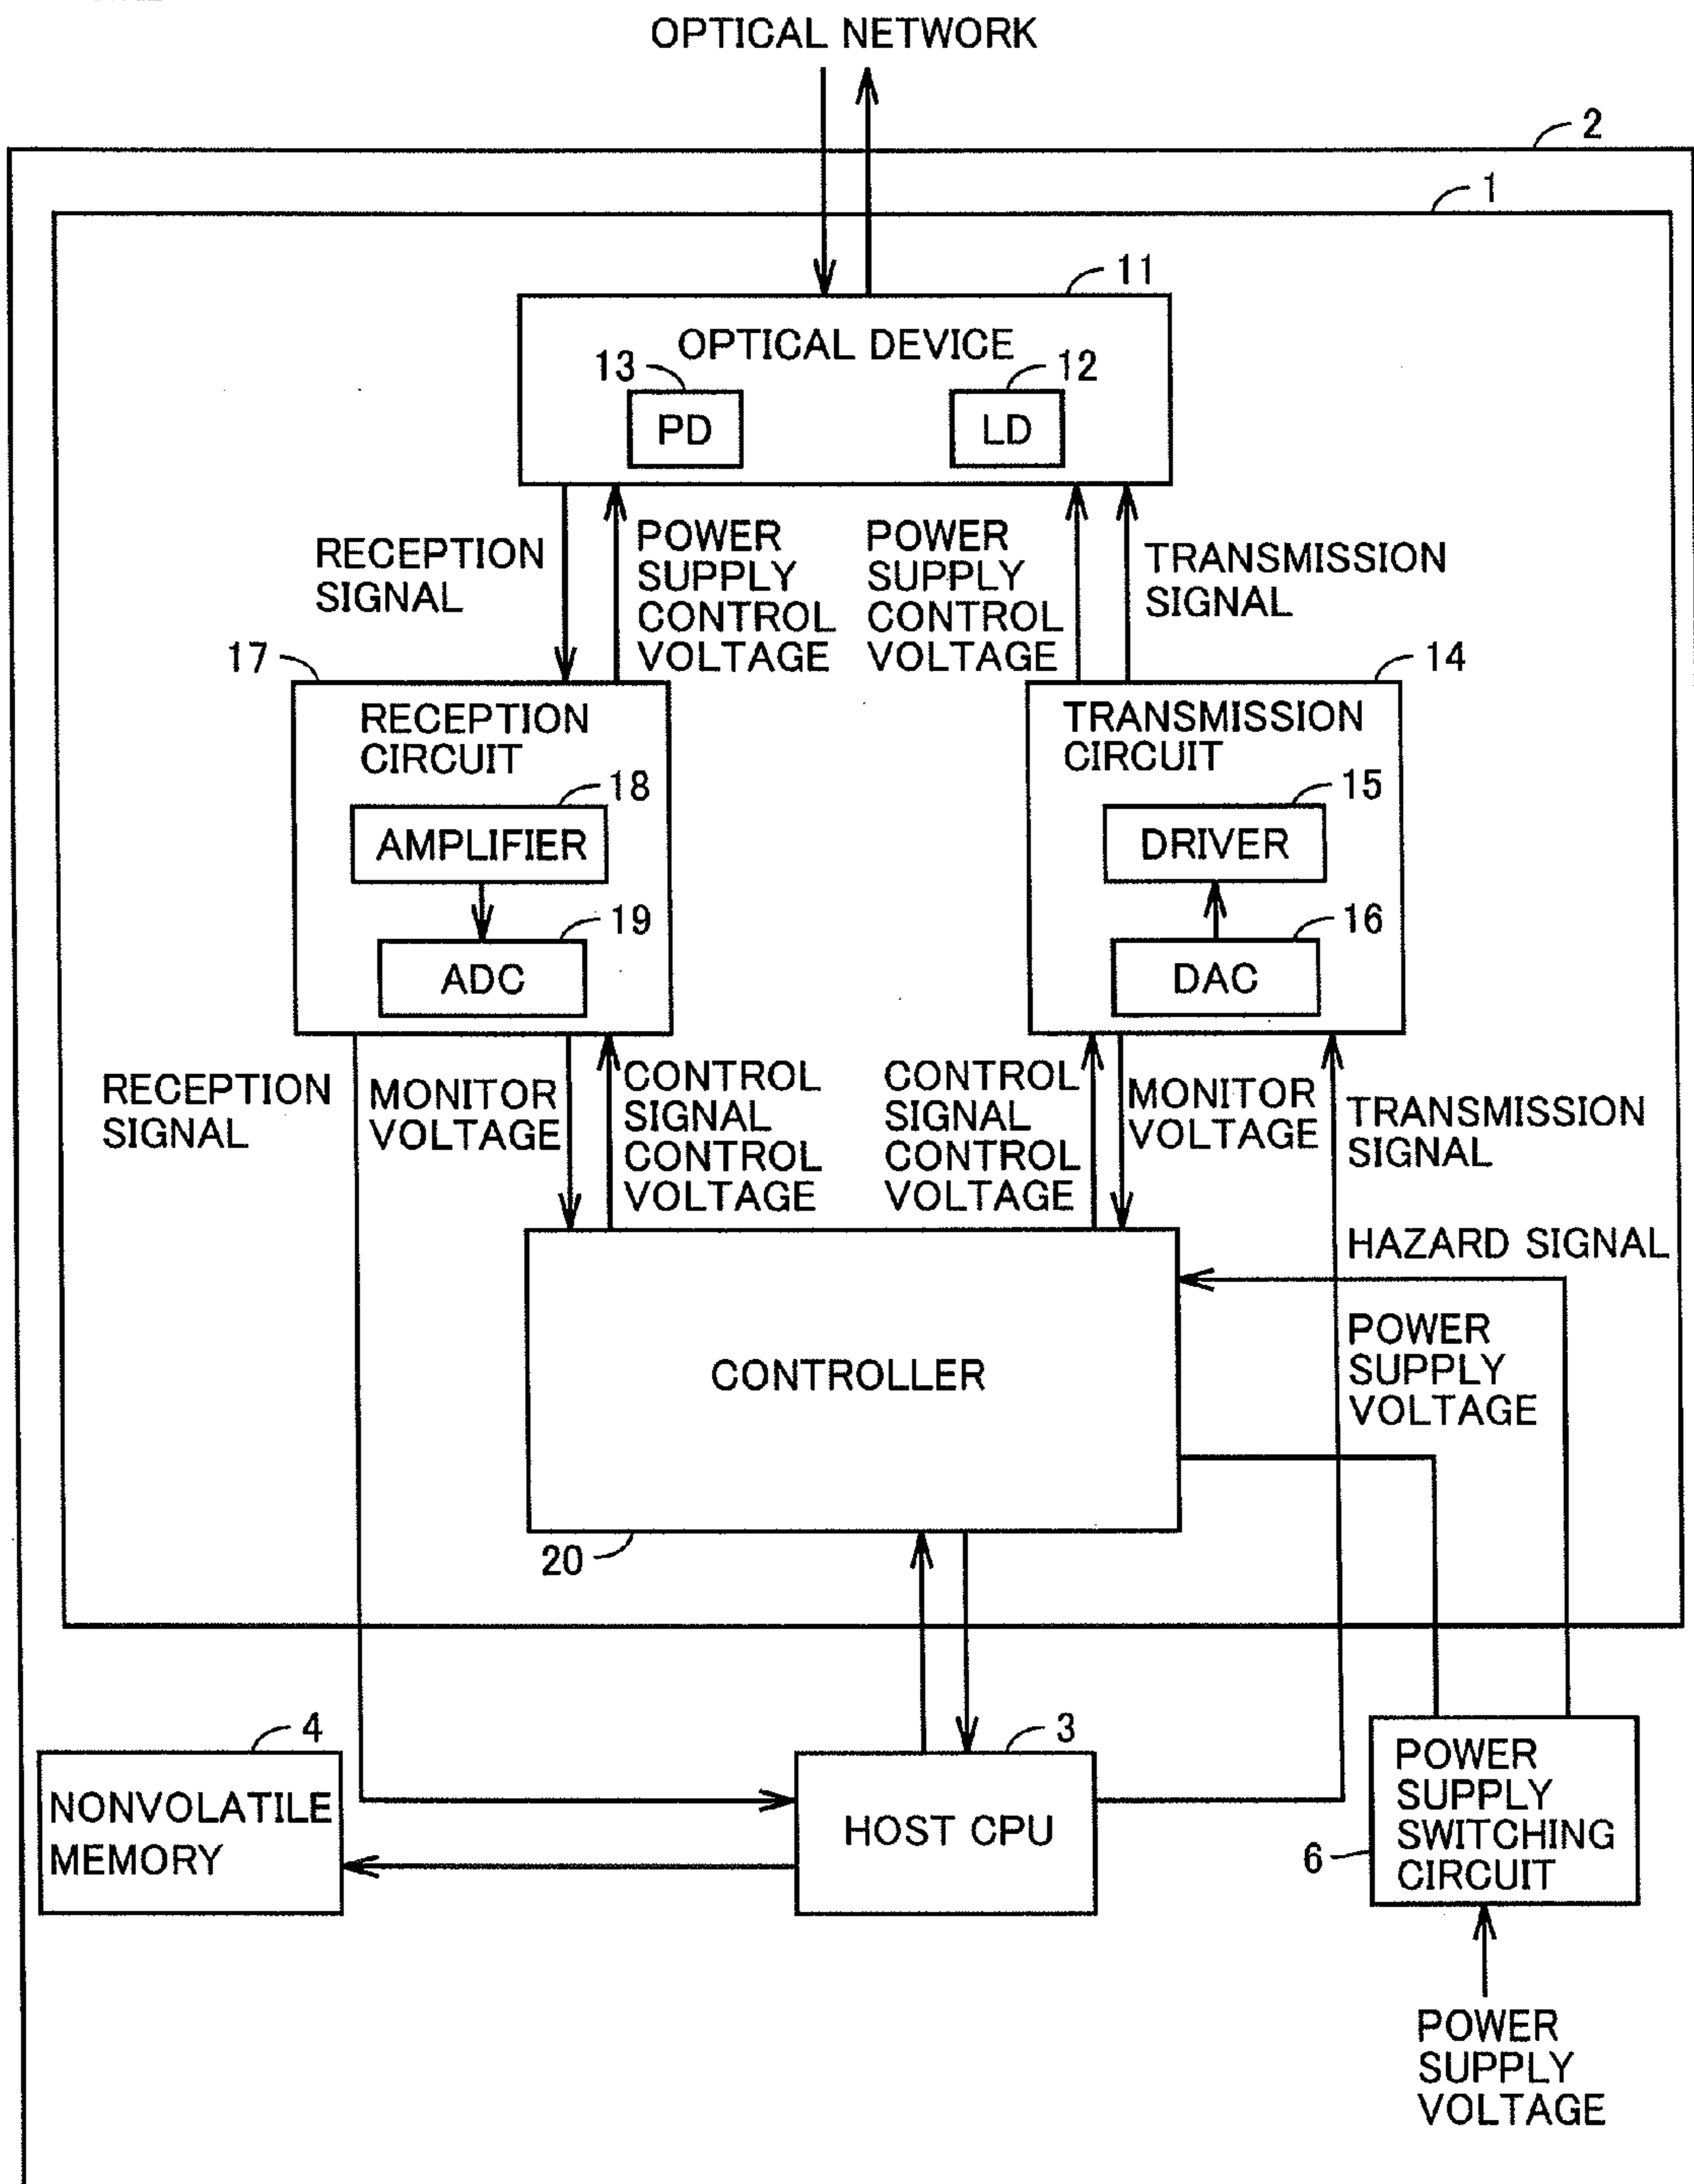 OPTICAL NETWORK
2
1
11
OPTICAL DEVICE
13
12
PD
LD
RECEPTION
SIGNAL
POWER
SUPPLY
CONTROL
VOLTAGE
POWER
SUPPLY
CONTROL
VOLTAGE
TRANSMISSION
SIGNAL
17
14
RECEPTION
CIRCUIT
TRANSMISSION
CIRCUIT
18
AMPLIFIER
15
DRIVER
19
ADC
16
DAC
RECEPTION
SIGNAL
MONITOR
VOLTAGE
CONTROL
SIGNAL
CONTROL
VOLTAGE
CONTROL
SIGNAL
CONTROL
VOLTAGE
MONITOR
VOLTAGE
TRANSMISSION
SIGNAL
HAZARD SIGNAL
POWER
SUPPLY
VOLTAGE
CONTROLLER
20
4
NONVOLATILE
MEMORY
3
HOST CPU
6
POWER
SUPPLY
SWITCHING
CIRCUIT
POWER
SUPPLY
VOLTAGE